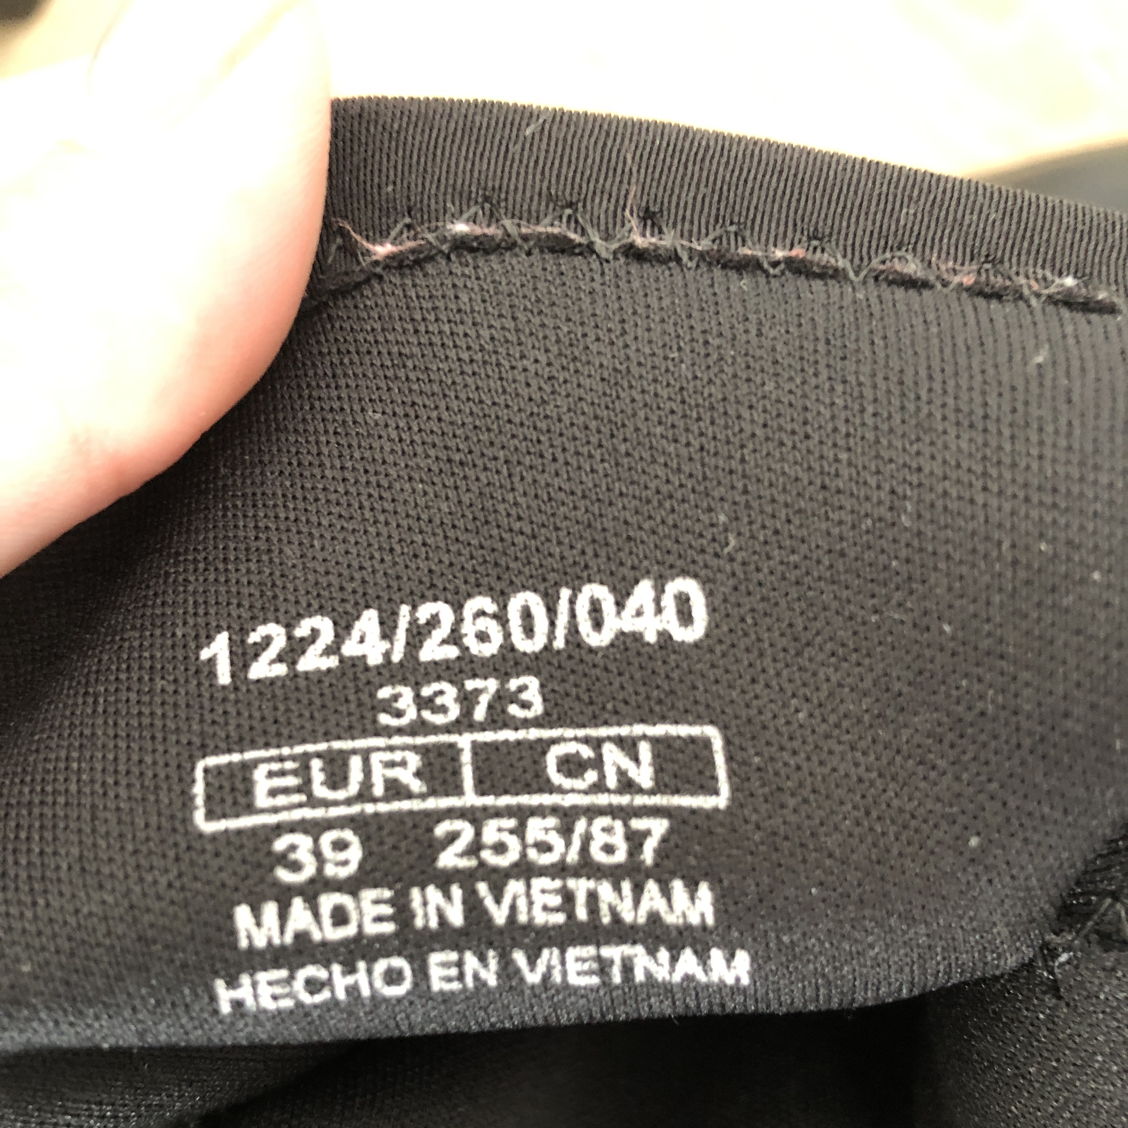 1224/260/040
3373
EUR CN
39 255/87
MADE IN VIETNAM
HECHO EN VIETNAM